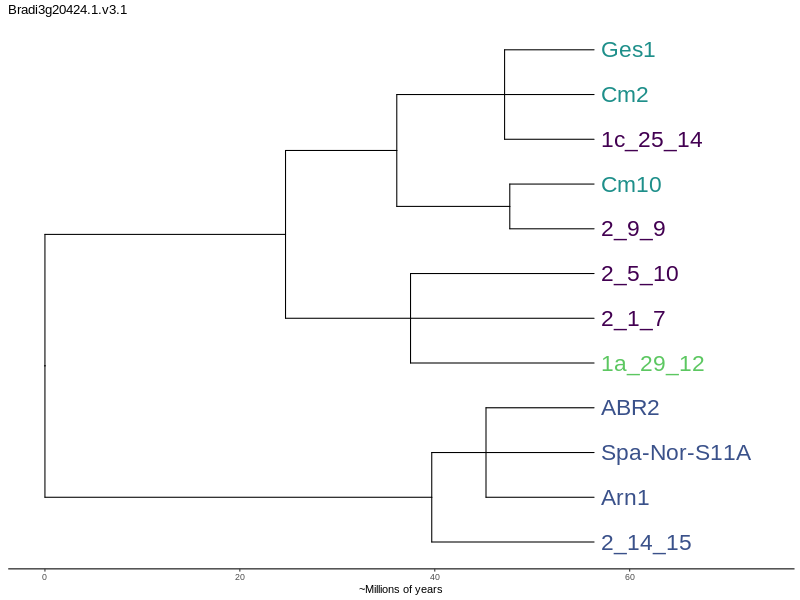 Bradi3g20424.1.v3.1
Ges1
Cm2
1c_25_14
Cm10
2_9_9
2_5_10
2_1_7
1a_29_12
ABR2
Spa-Nor-S11A
Arn1
2_14_15
0 20 40 60
~Millions of years